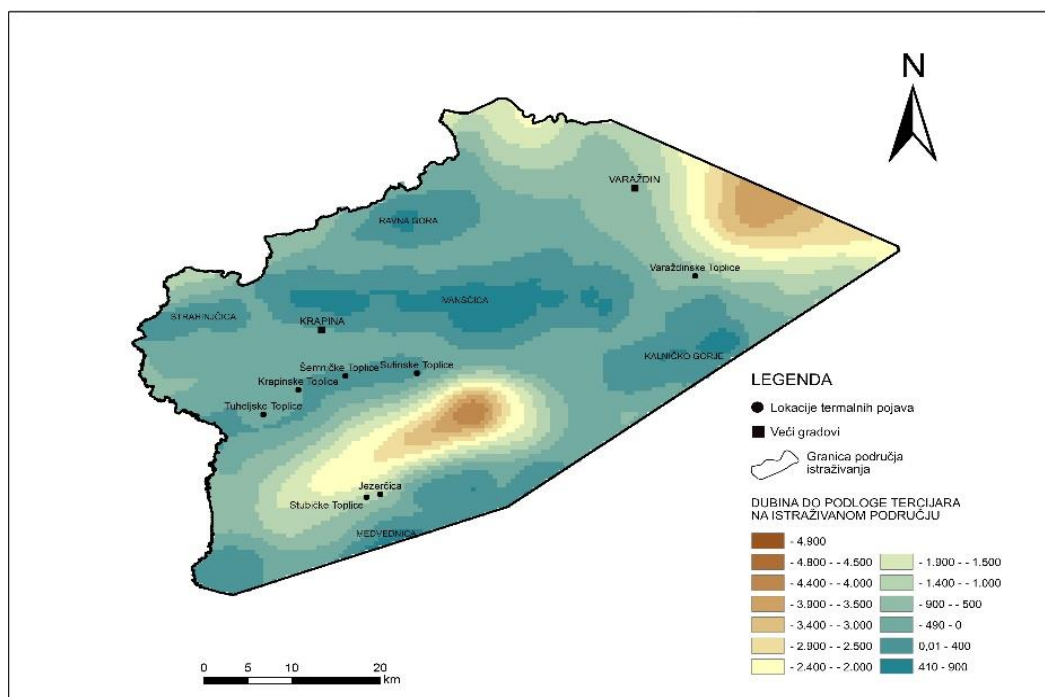 N
VARAŽDIN
RAVNA GORA
Varaždinske Toplice
IVANŠČICA
STRAHINJČICA
KRAPINA
KALNIČKO GORJE
Šemničke Toplice
Sutinske Toplice
Krapinske Toplice
Tuheljske Toplice
Jezerčica
Stubičke Toplice
MEDVEDNICA
LEGENDA
Lokacije termalnih pojava
Veći gradovi
Granica područja
istraživanja
DUBINA DO PODLOGE TERCIJARA
NA ISTRAŽIVANOM PODRUČJU
- 4.900
- 4.800 - - 4.500
- 4.400 - - 4.000
- 3.900 - - 3.500
- 3.400 - - 3.000
- 2.900 - - 2.500
- 2.400 - - 2.000
- 1.900 - - 1.500
- 1.400 - - 1.000
- 900 - - 500
- 490 - 0
0,01 - 400
410 - 900
0 5 10 20
km